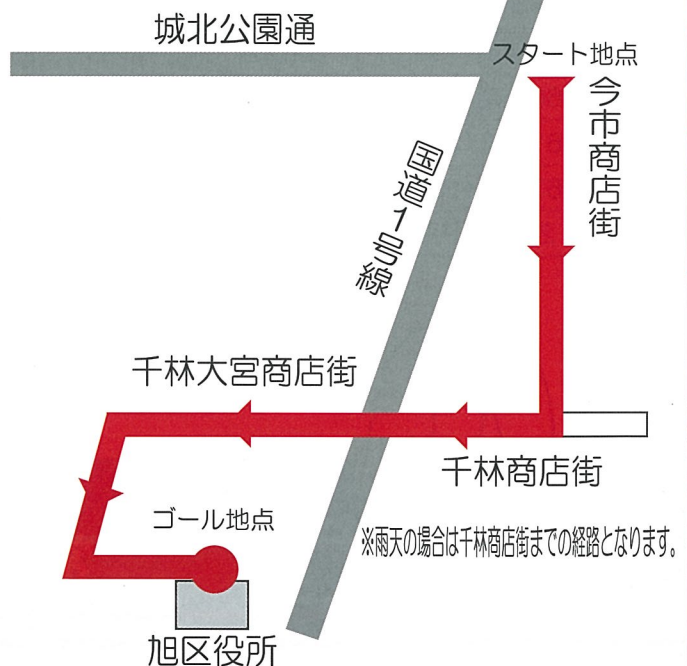 城北公園通
スタート地点
今市商店街
国道1号線
千林大宮商店街
千林商店街
ゴール地点
※雨天の場合は千林商店街までの経路となります。
旭区役所